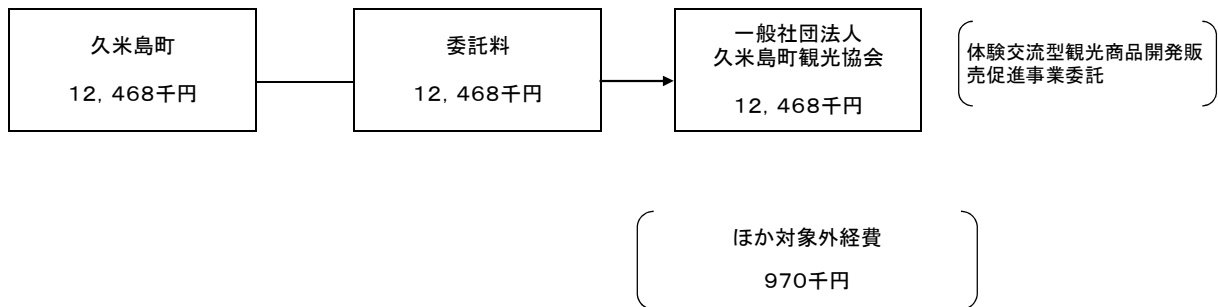 久米島町
12，468千円
委託料
12，468千円
一般社団法人
久米島町観光協会
12，468千円
体験交流型観光商品開発販
売促進事業委託
ほか対象外経費
970千円